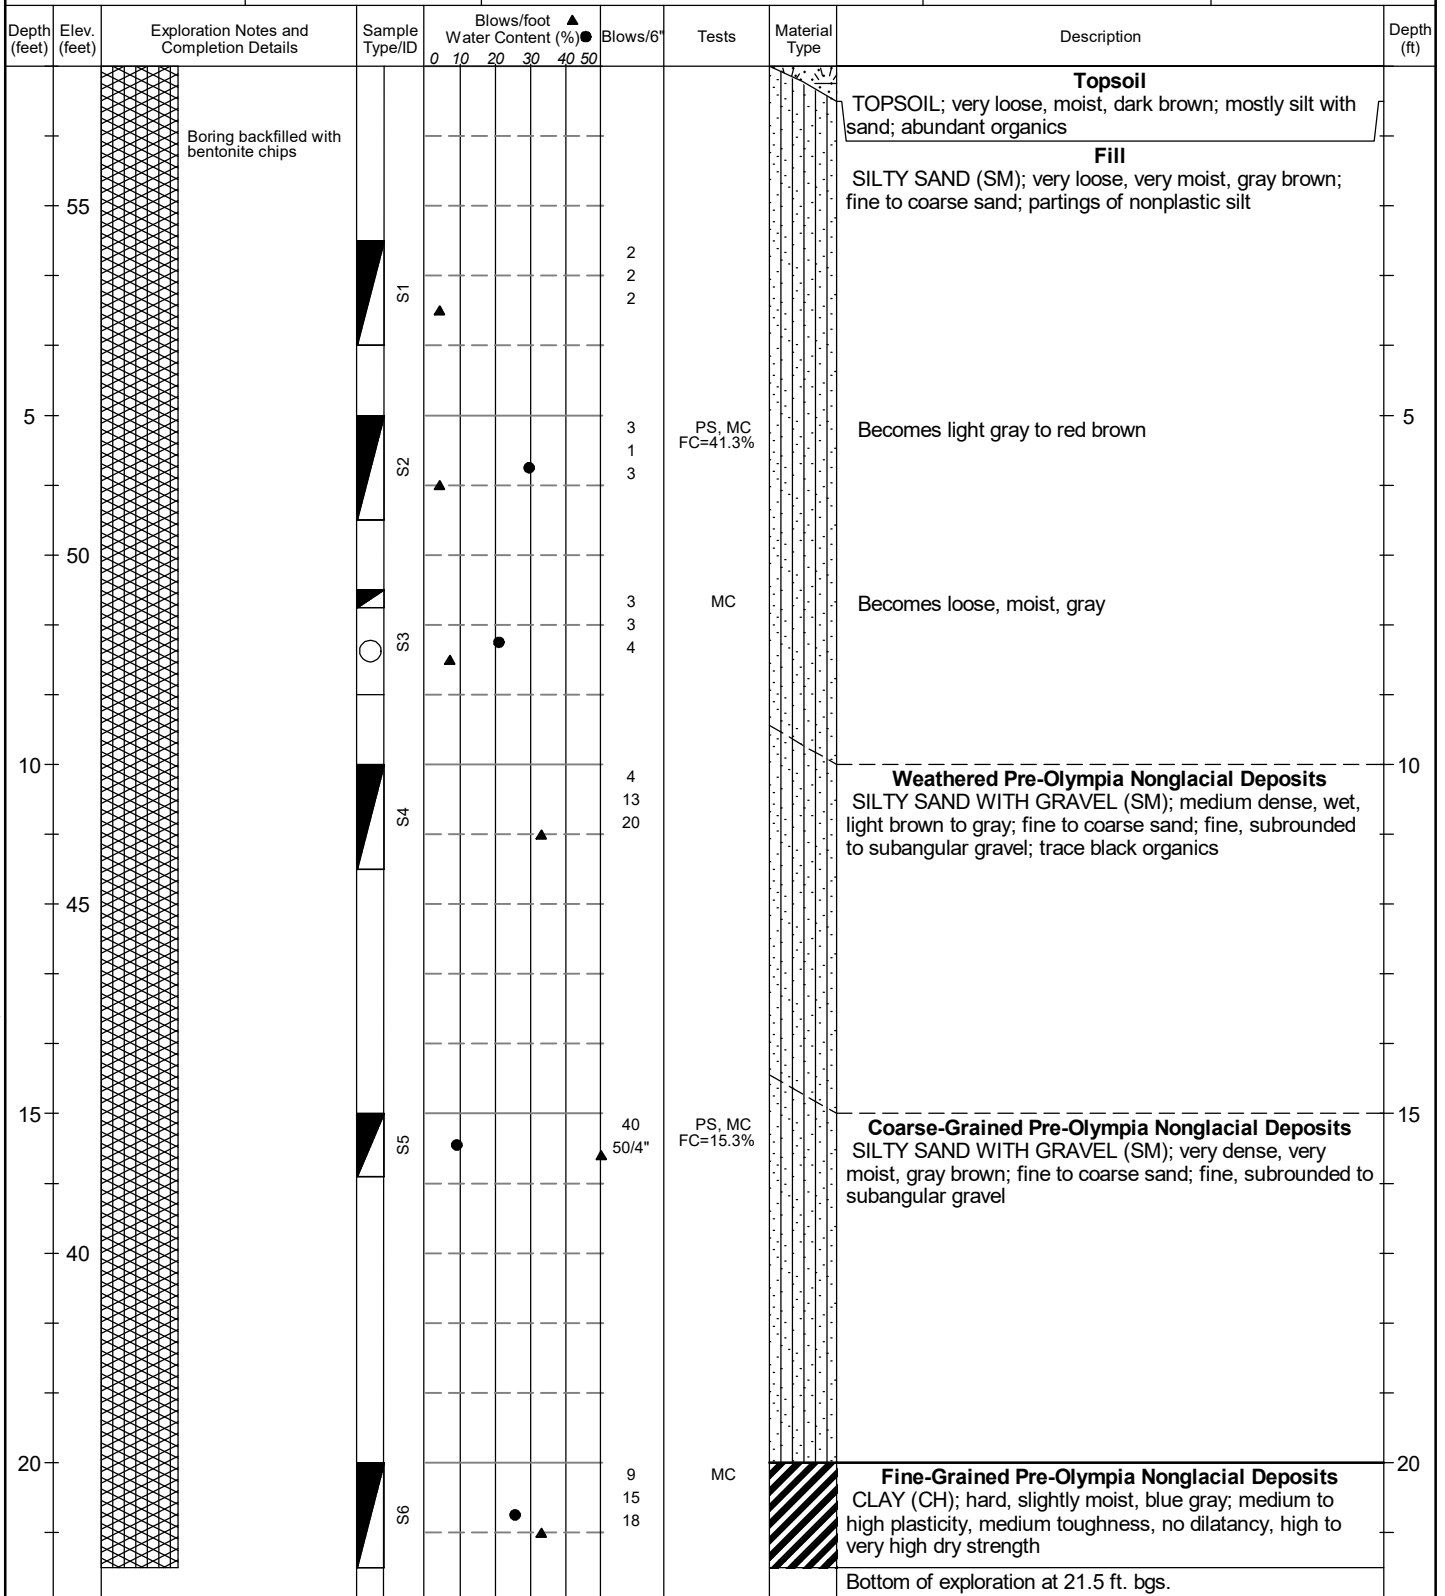 Depth (feet)
Elev. (feet)
Exploration Notes and Completion Details
Sample Type/ID
Blows/foot ▲
Water Content (%) ●
0 10 20 30 40 50
Blows/6"
Tests
Material Type
Description
Depth (ft)
Topsoil
TOPSOIL; very loose, moist, dark brown; mostly silt with
sand; abundant organics
Boring backfilled with
bentonite chips
Fill
SILTY SAND (SM); very loose, very moist, gray brown;
fine to coarse sand; partings of nonplastic silt
55
S1
2
2
2
5
S2
3
1
3
PS, MC
FC=41.3%
Becomes light gray to red brown
5
50
S3
3
3
4
MC
Becomes loose, moist, gray
10
S4
4
13
20
Weathered Pre-Olympia Nonglacial Deposits
SILTY SAND WITH GRAVEL (SM); medium dense, wet,
light brown to gray; fine to coarse sand; fine, subrounded
to subangular gravel; trace black organics
10
45
15
S5
40
50/4"
PS, MC
FC=15.3%
Coarse-Grained Pre-Olympia Nonglacial Deposits
SILTY SAND WITH GRAVEL (SM); very dense, very
moist, gray brown; fine to coarse sand; fine, subrounded to
subangular gravel
15
40
20
S6
9
15
18
MC
Fine-Grained Pre-Olympia Nonglacial Deposits
CLAY (CH); hard, slightly moist, blue gray; medium to
high plasticity, medium toughness, no dilatancy, high to
very high dry strength
20
Bottom of exploration at 21.5 ft. bgs.